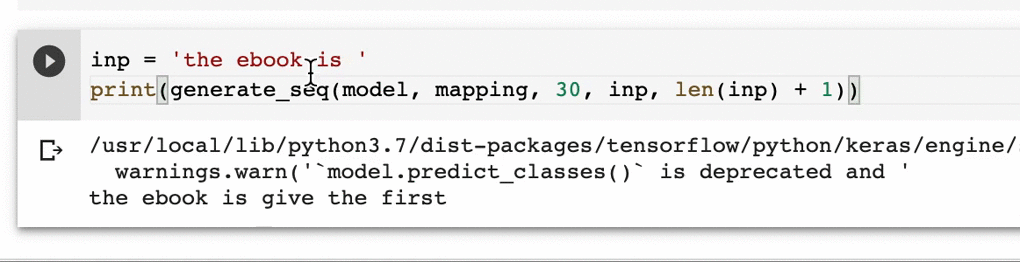 inp = 'the ebook is '
print(generate_seq(model, mapping, 30, inp, len(inp) + 1))
/usr/local/lib/python3.7/dist-packages/tensorflow/python/keras/engine/
warnings.warn('`model.predict_classes()` is deprecated and '
the ebook is give the first